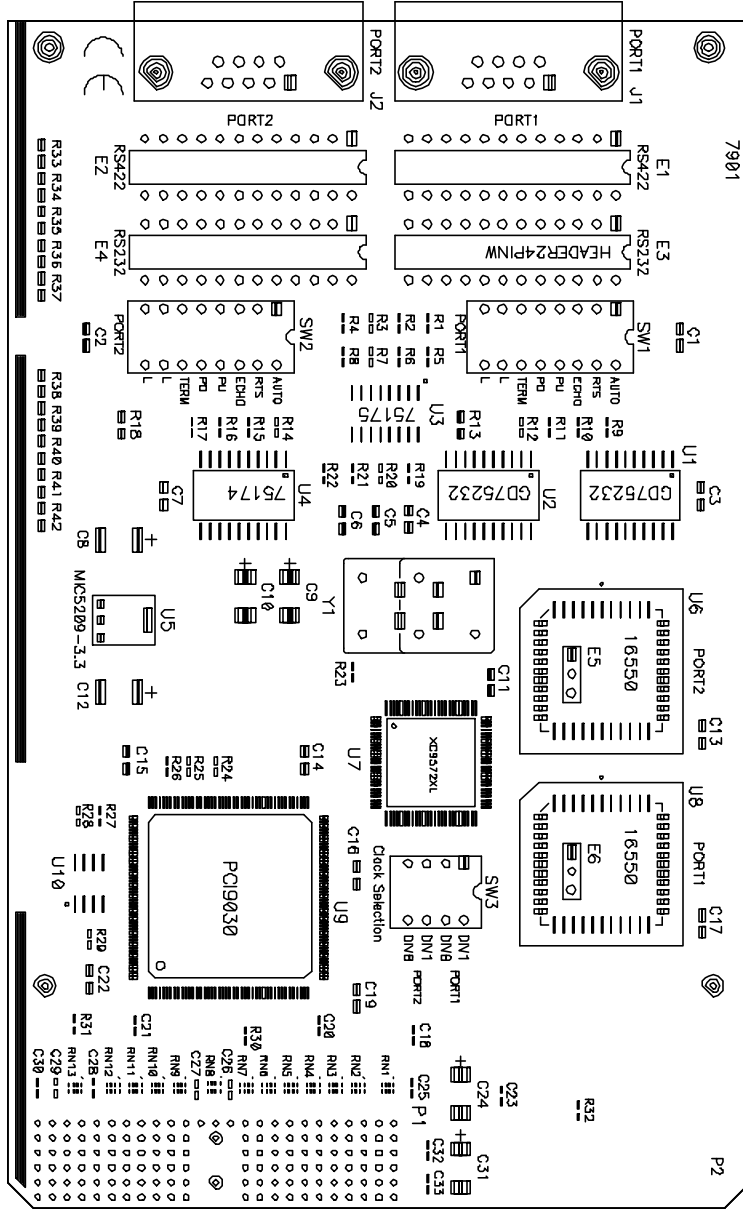 PORT2
J2
PORT1
J1
7901
PORT2
PORT1
E2
RS422
E1
RS422
E4
RS232
E3
RS232
HEADER24PINW
R33
R34
R35
R36
R37
C2
PORT2
SW2
R4
R3
R2
R1
PORT1
SW1
C1
R8
R7
R6
R5
L
L
TERM
PD
PU
ECHO
RTS
AUTO
L
L
TERM
PD
PU
ECHO
RTS
AUTO
R38
R39
R40
R41
R42
R18
R17
R16
R15
R14
75175
U3
R13
R12
R11
R10
R9
C7
75174
U4
R22
R21
R20
R19
GD75232
U2
GD75232
U1
C3
C6
C5
C4
C8
MIC5209-3.3
U5
C12
C10
C9
Y1
U6
16550
E5
PORT2
C13
R23
C11
U7
XC9572XL
C15
R26
R25
R24
C14
U8
16550
E6
PORT1
C17
R28
R27
U10
R29
C22
PCI9030
U9
C16
Clock Selection
SW3
DIV8
DIV1
DIV8
DIV1
PORT2
PORT1
C19
R31
C21
R30
C20
C18
C30
C29
RN13
C28
RN12
RN11
RN10
RN9
C27
RN8
C26
RN7
RN6
RN5
RN4
RN3
RN2
RN1
C25
P1
C24
C23
R32
C32
C33
C31
P2